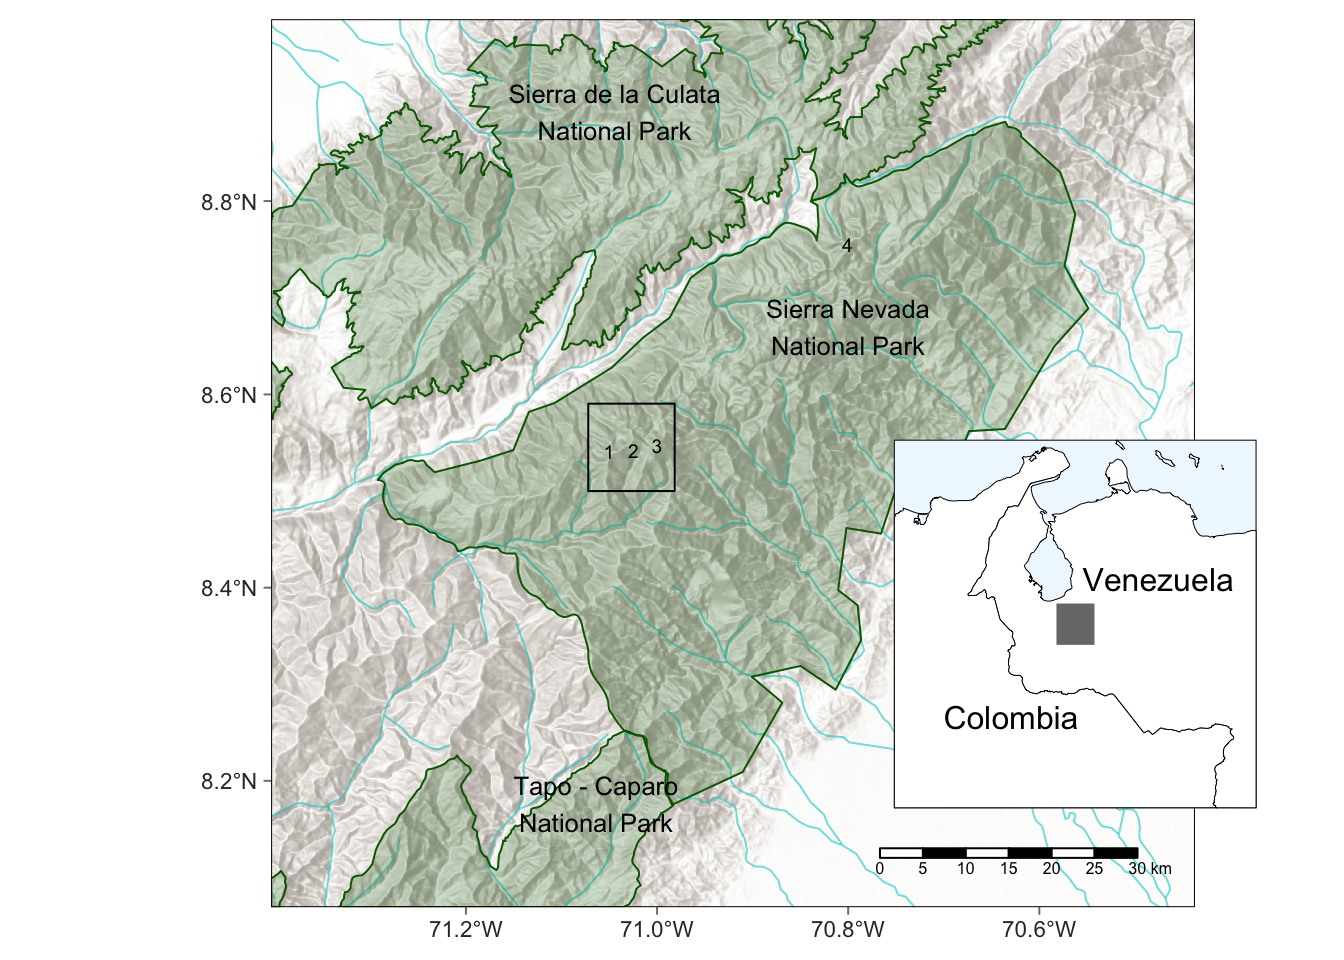 Sierra de la Culata
National Park
8.8°N
4
Sierra Nevada
National Park
8.6°N
1 2 3
Venezuela
8.4°N
Colombia
8.2°N
Tapo - Caparo
National Park
0 5 10 15 20 25 30 km
71.2°W 71.0°W 70.8°W 70.6°W